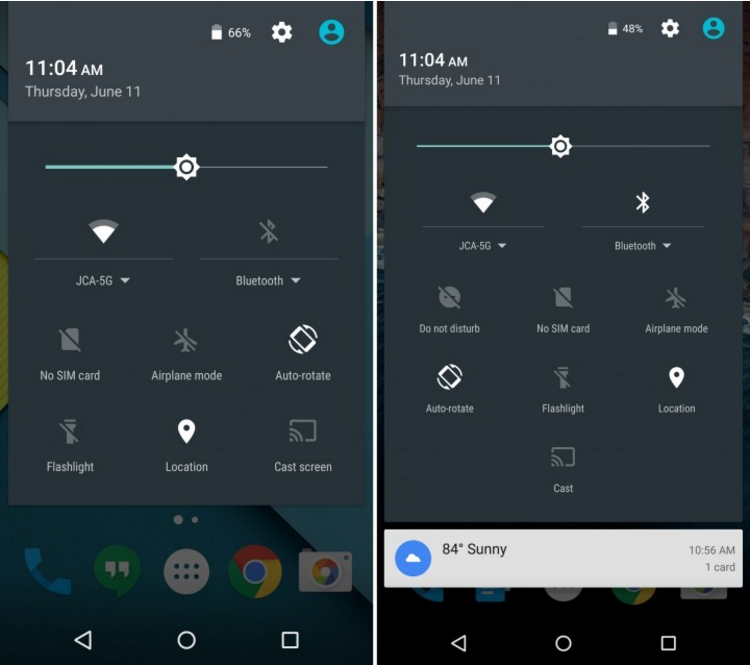 66%
11:04 AM
Thursday, June 11
JCA-5G
Bluetooth
No SIM card
Airplane mode
Auto-rotate
Flashlight
Location
Cast screen
48%
11:04 AM
Thursday, June 11
JCA-5G
Bluetooth
Do not disturb
No SIM card
Airplane mode
Auto-rotate
Flashlight
Location
Cast
84° Sunny
10:56 AM
1 card